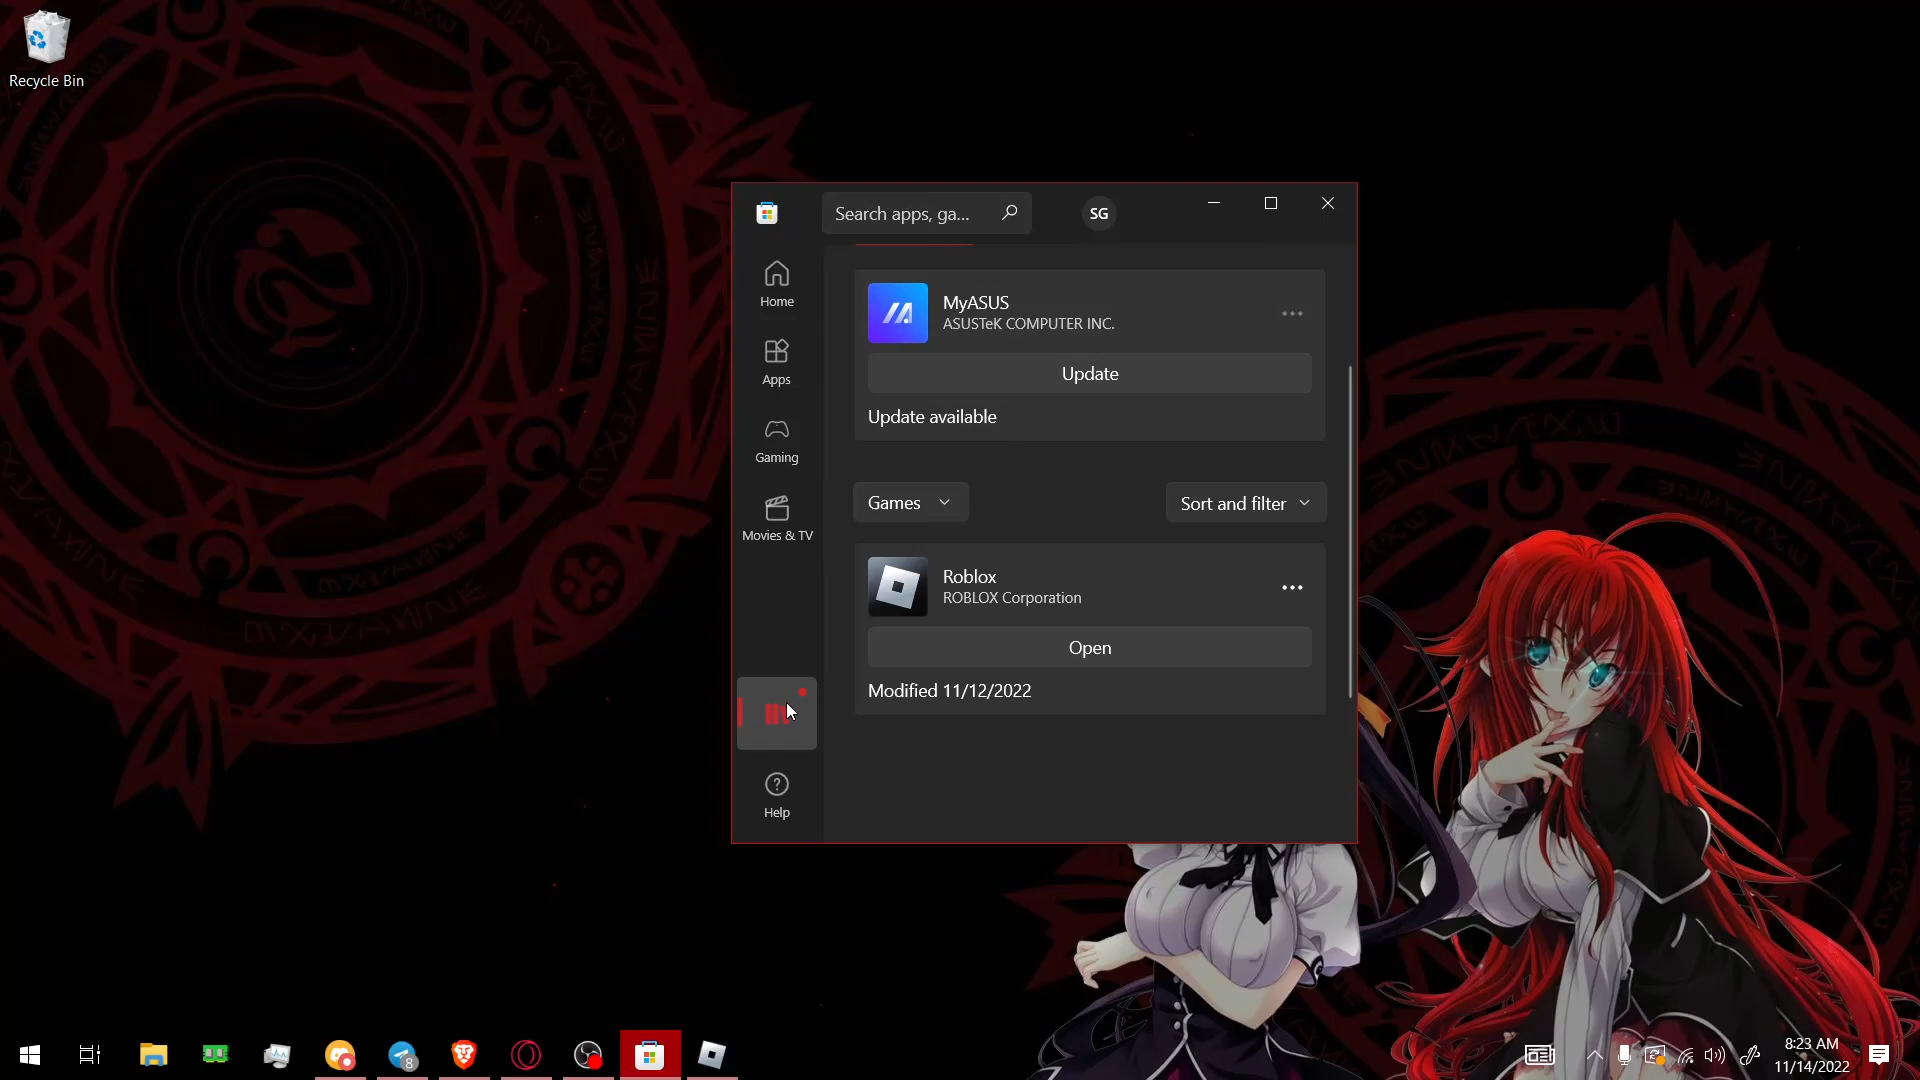 Recycle Bin
Search apps, ga...
SG
Home
Apps
Gaming
Movies & TV
Help
MyASUS
ASUSTeK COMPUTER INC.
Update
Update available
Games
Sort and filter
Roblox
ROBLOX Corporation
Open
Modified 11/12/2022
8
8:23 AM
11/14/2022